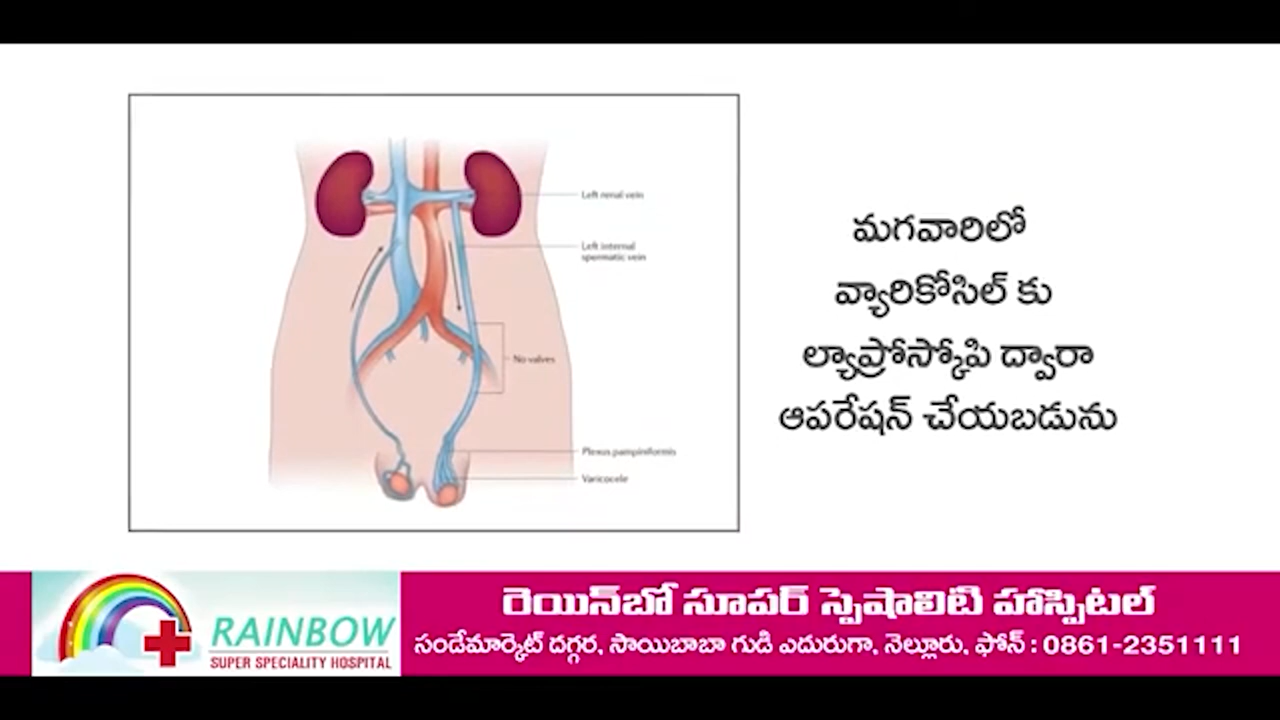 Left renal vein
Left internal
spermatic vein
No valves
Plexus pampiniformis
Varicocele
మగవారిలో
వ్యారికోసిల్ కు
ల్యాప్రోస్కోపి ద్వారా
ఆపరేషన్ చేయబడును
RAINBOW
SUPER SPECIALITY HOSPITAL
రెయిన్‌బో సూపర్ స్పెషాలిటి హాస్పిటల్
సండేమార్కెట్ దగ్గర, సాయిబాబా గుడి ఎదురుగా, నెల్లూరు, ఫోన్ : 0861-2351111